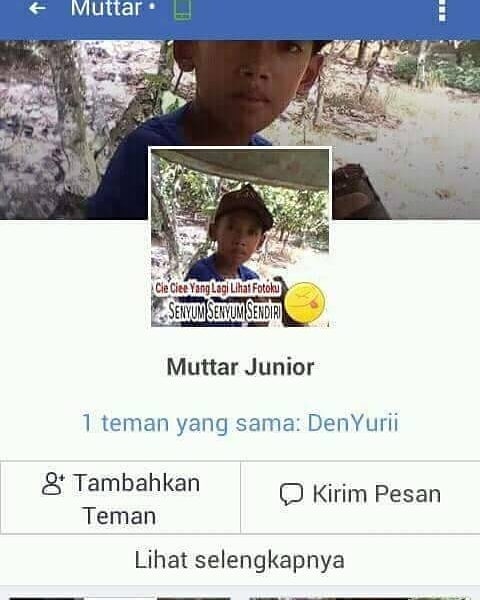 Muttar •
Cie Ciee Yang Lagi Lihat Fotoku
SENYUM SENYUM SENDIRI
Muttar Junior
1 teman yang sama: DenYurii
Tambahkan
Teman
Kirim Pesan
Lihat selengkapnya